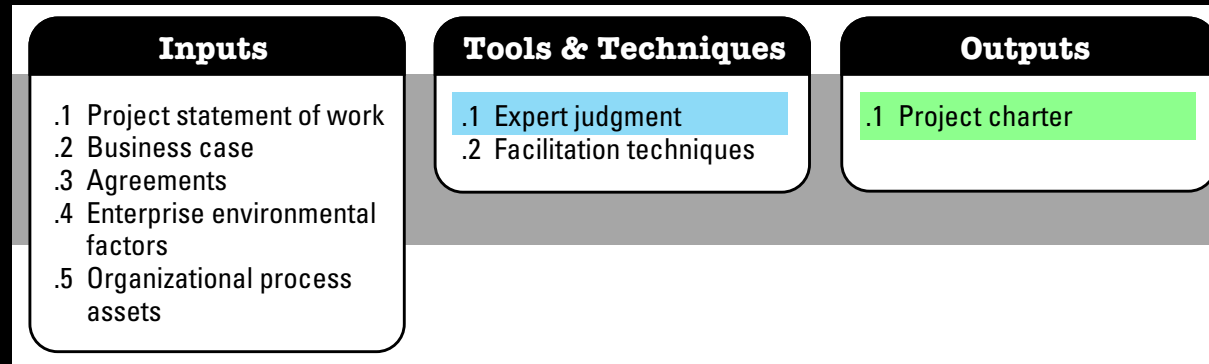 Inputs
.1 Project statement of work
.2 Business case
.3 Agreements
.4 Enterprise environmental
factors
.5 Organizational process
assets
Tools & Techniques
.1 Expert judgment
.2 Facilitation techniques
Outputs
.1 Project charter